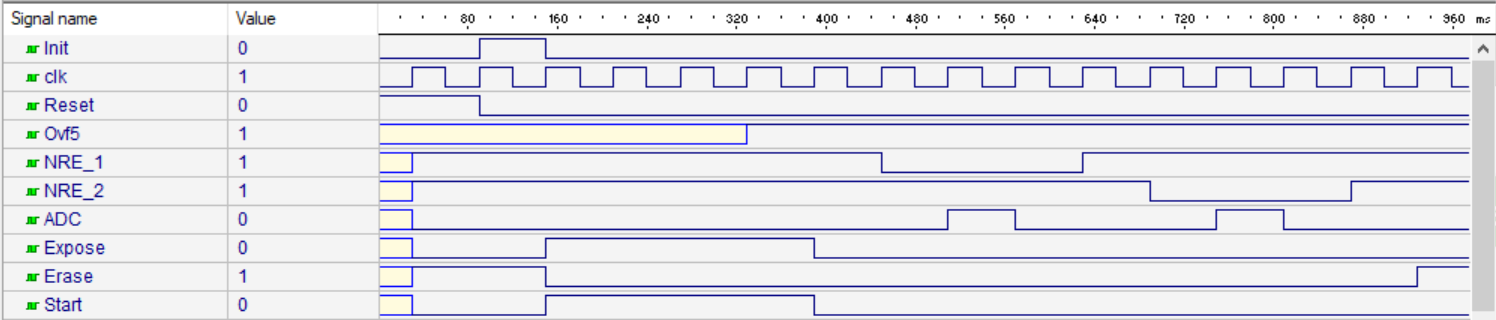 Signal name Value 80 160 240 320 400 480 560 640 720 800 880 960 ms
Init 0
clk 1
Reset 0
Ovf5 1
NRE_1 1
NRE_2 1
ADC 0
Expose 0
Erase 1
Start 0